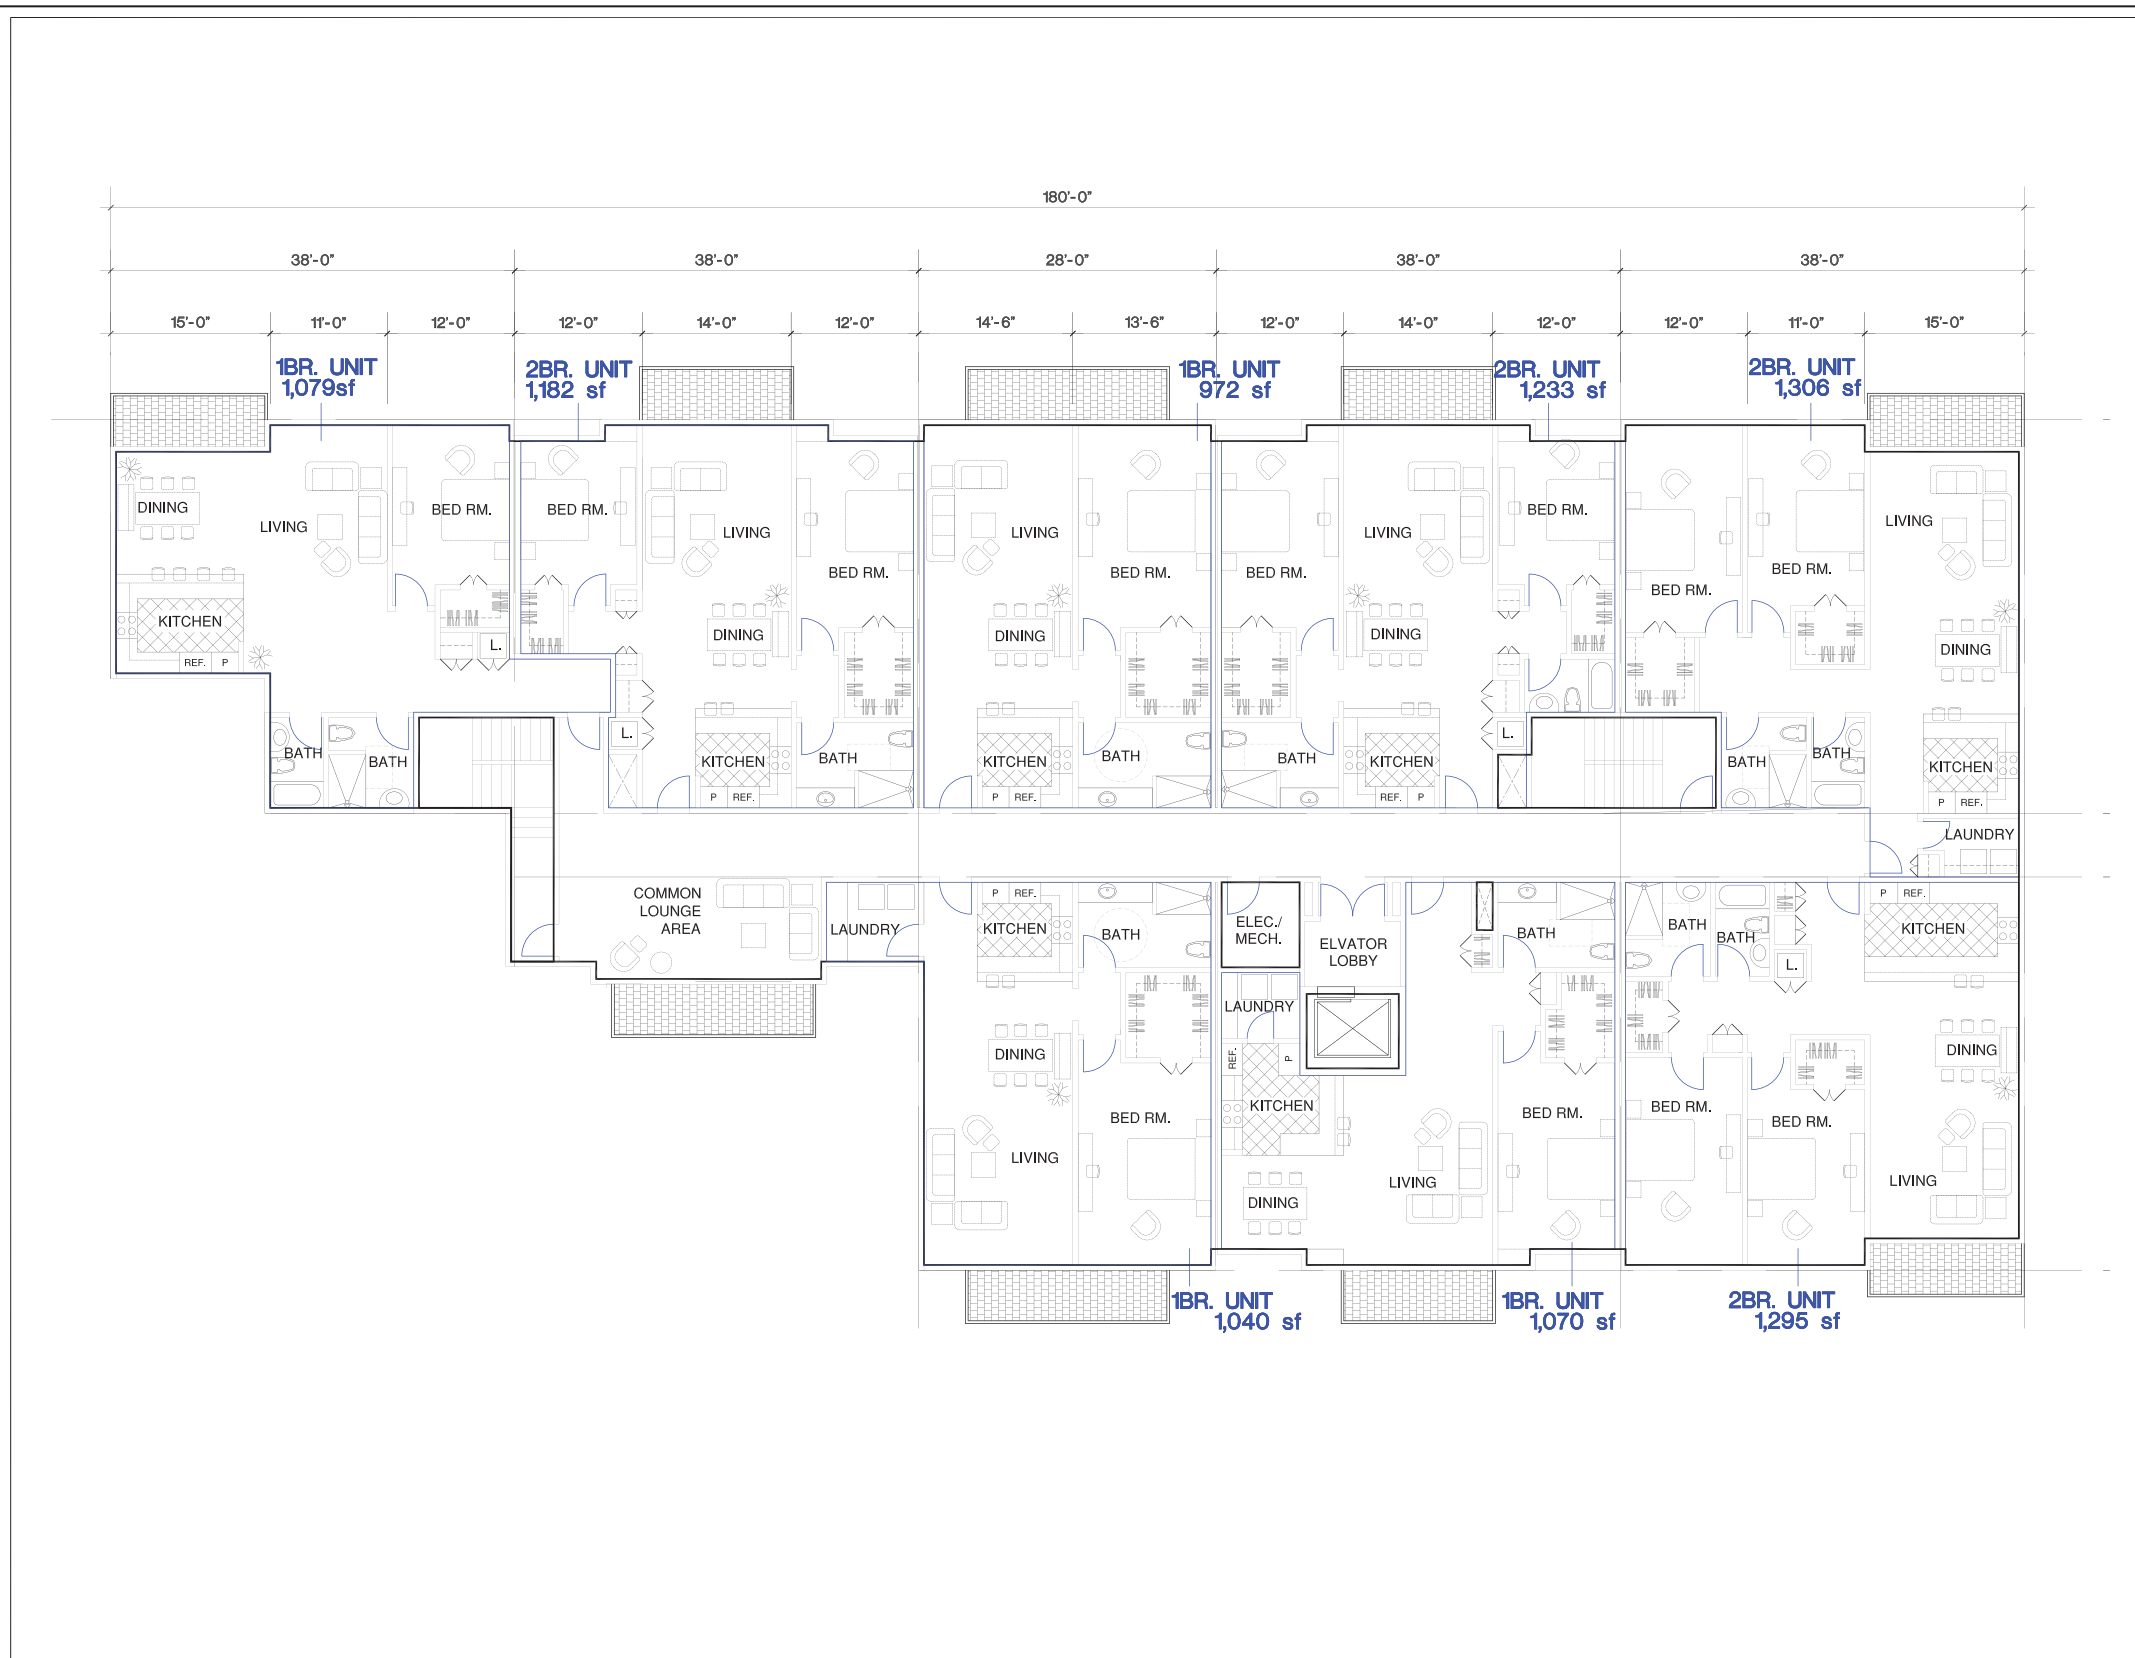 180'-0"
38'-0" 38'-0" 28'-0" 38'-0" 38'-0"
15'-0" 11'-0" 12'-0" 12'-0" 14'-0" 12'-0" 14'-6" 13'-6" 12'-0" 14'-0" 12'-0" 12'-0" 11'-0" 15'-0"
1BR. UNIT
1,079sf
2BR. UNIT
1,182 sf
1BR. UNIT
972 sf
2BR. UNIT
1,233 sf
2BR. UNIT
1,306 sf
DINING
LIVING
BED RM.
KITCHEN
REF. P
L.
BATH
BATH
BED RM.
LIVING
BED RM.
DINING
L.
KITCHEN
P REF.
BATH
LIVING
BED RM.
DINING
KITCHEN
P REF.
BATH
BED RM.
LIVING
BED RM.
DINING
BATH
KITCHEN
REF. P
L.
BED RM.
BED RM.
LIVING
DINING
BATH
BATH
KITCHEN
P REF.
LAUNDRY
COMMON
LOUNGE
AREA
LAUNDRY
P REF.
KITCHEN
BATH
DINING
BED RM.
LIVING
ELEC./
MECH.
ELVATOR
LOBBY
LAUNDRY
REF.
P
KITCHEN
DINING
LIVING
BATH
BED RM.
BATH
BATH
L.
P REF.
KITCHEN
DINING
BED RM.
BED RM.
LIVING
1BR. UNIT
1,040 sf
1BR. UNIT
1,070 sf
2BR. UNIT
1,295 sf